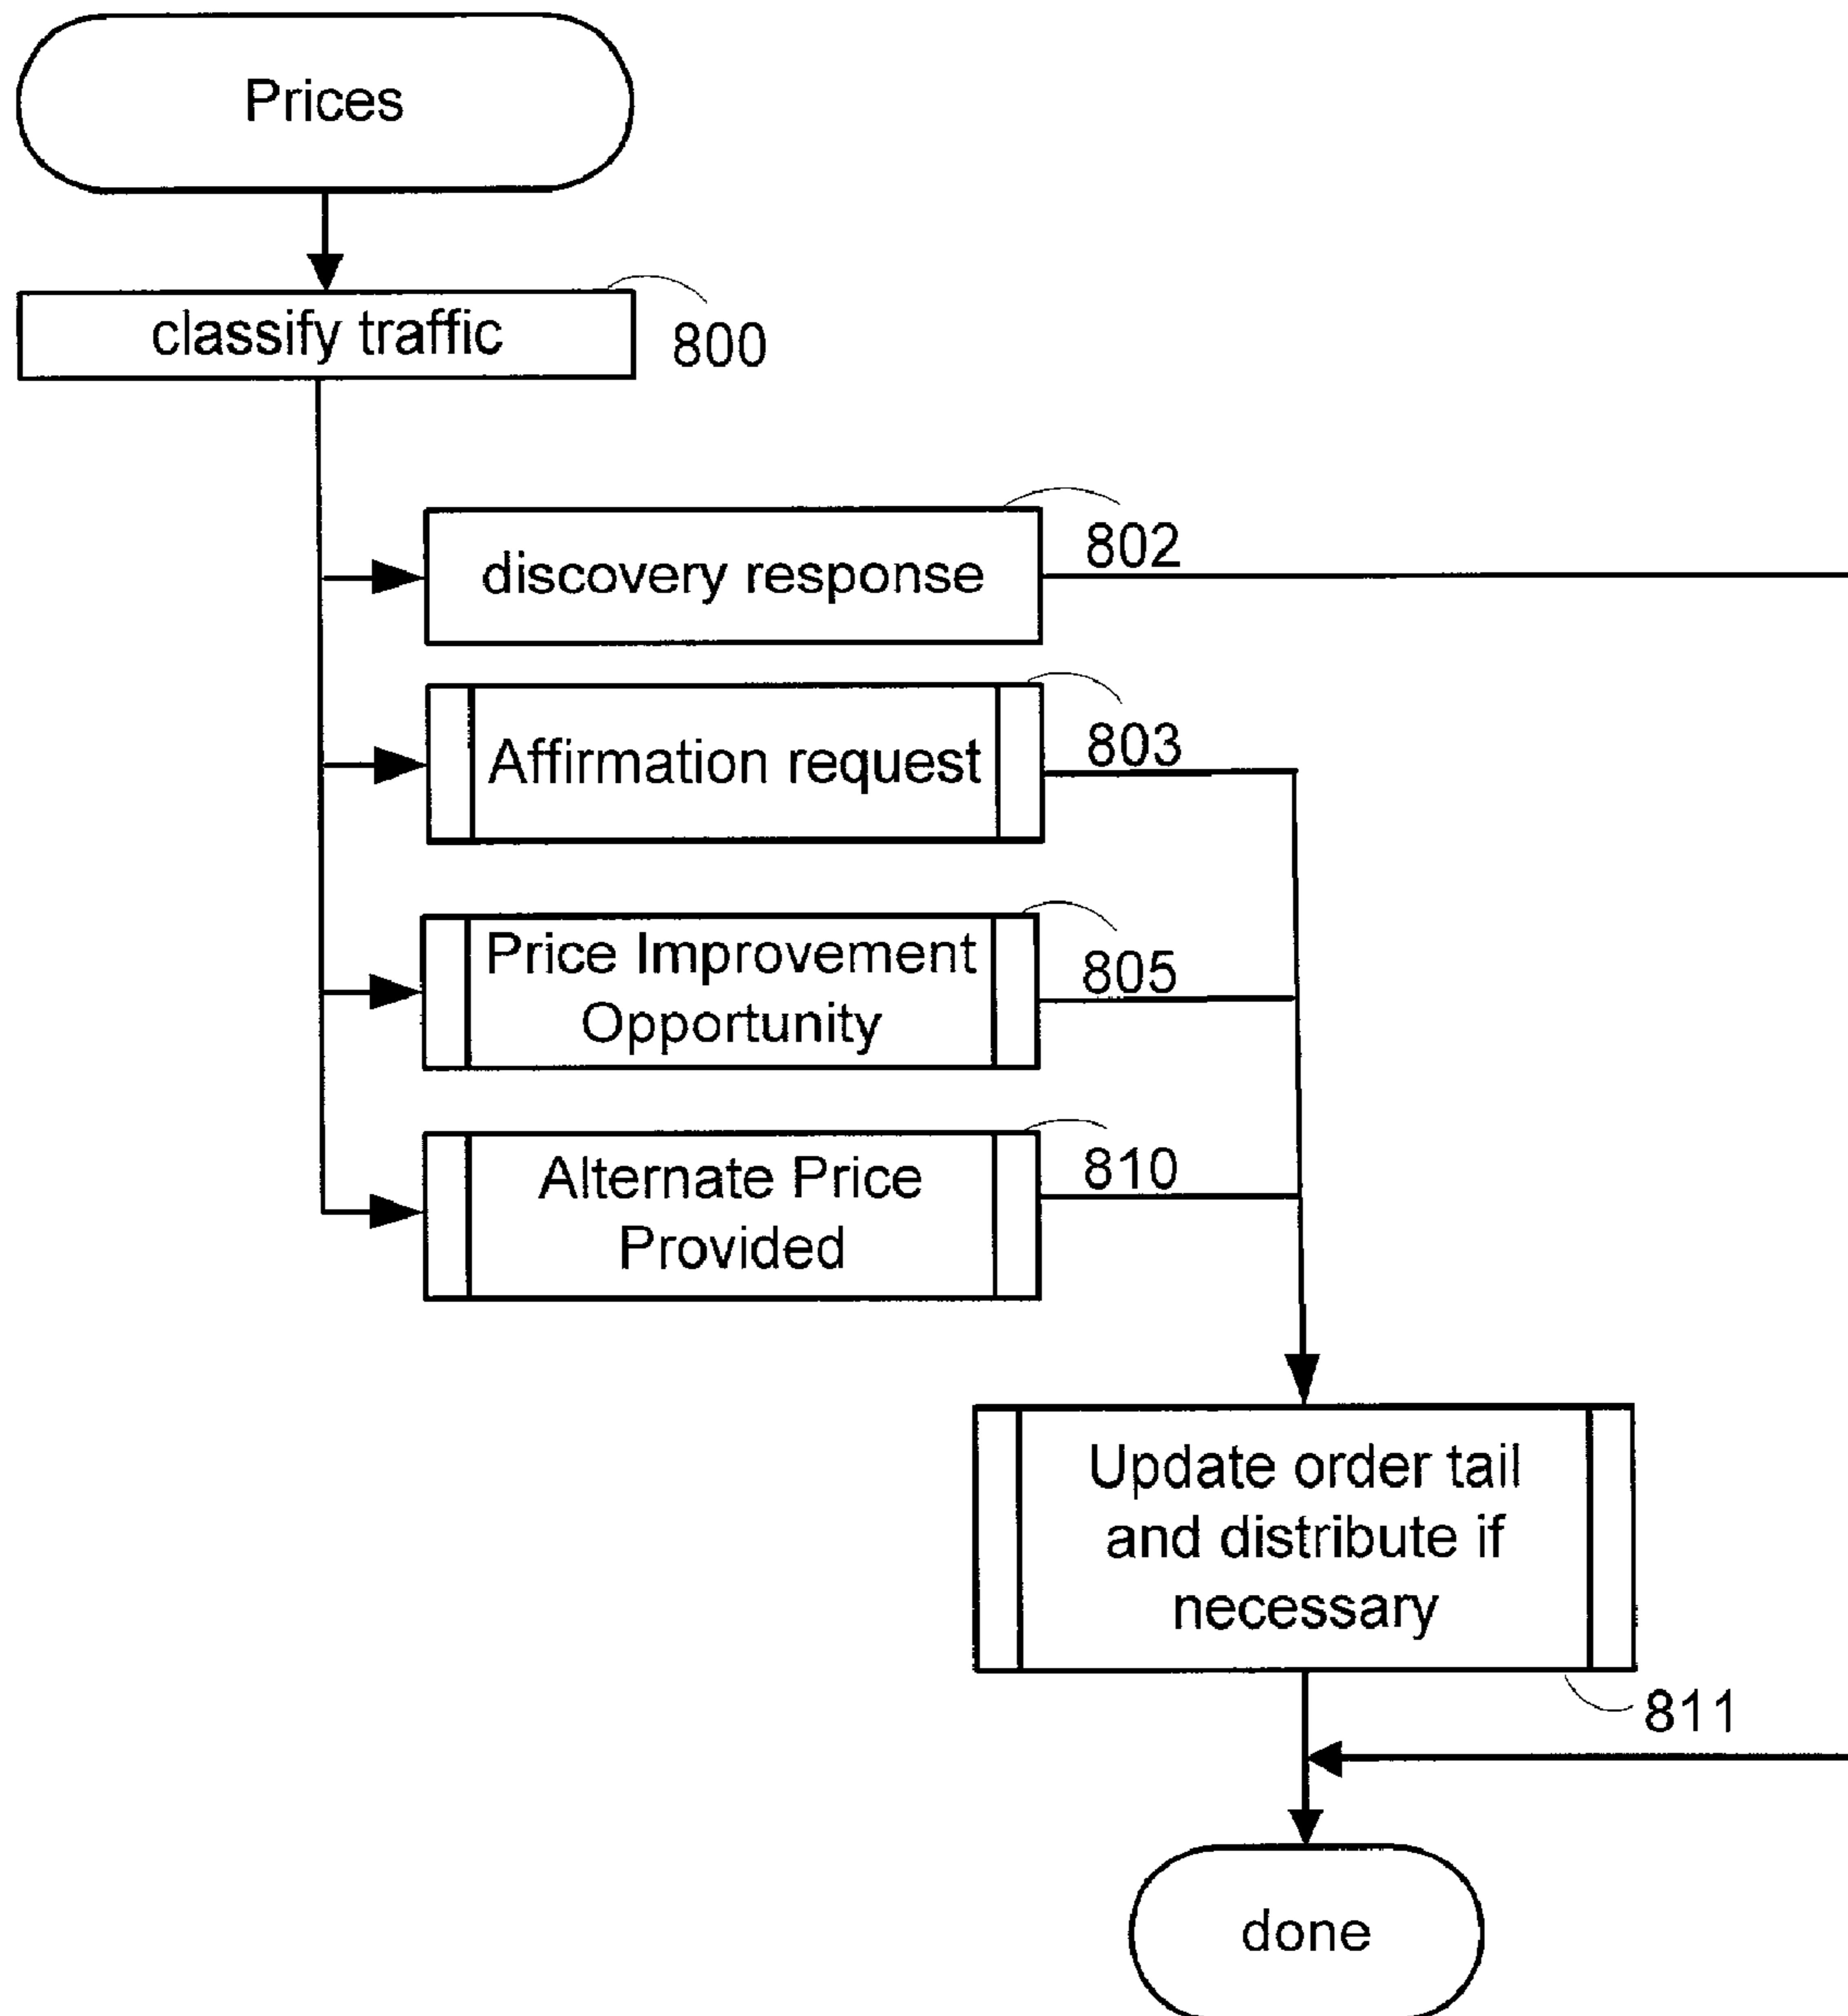 Prices
classify traffic
800
discovery response
802
Affirmation request
803
Price Improvement
Opportunity
805
Alternate Price
Provided
810
Update order tail
and distribute if
necessary
811
done